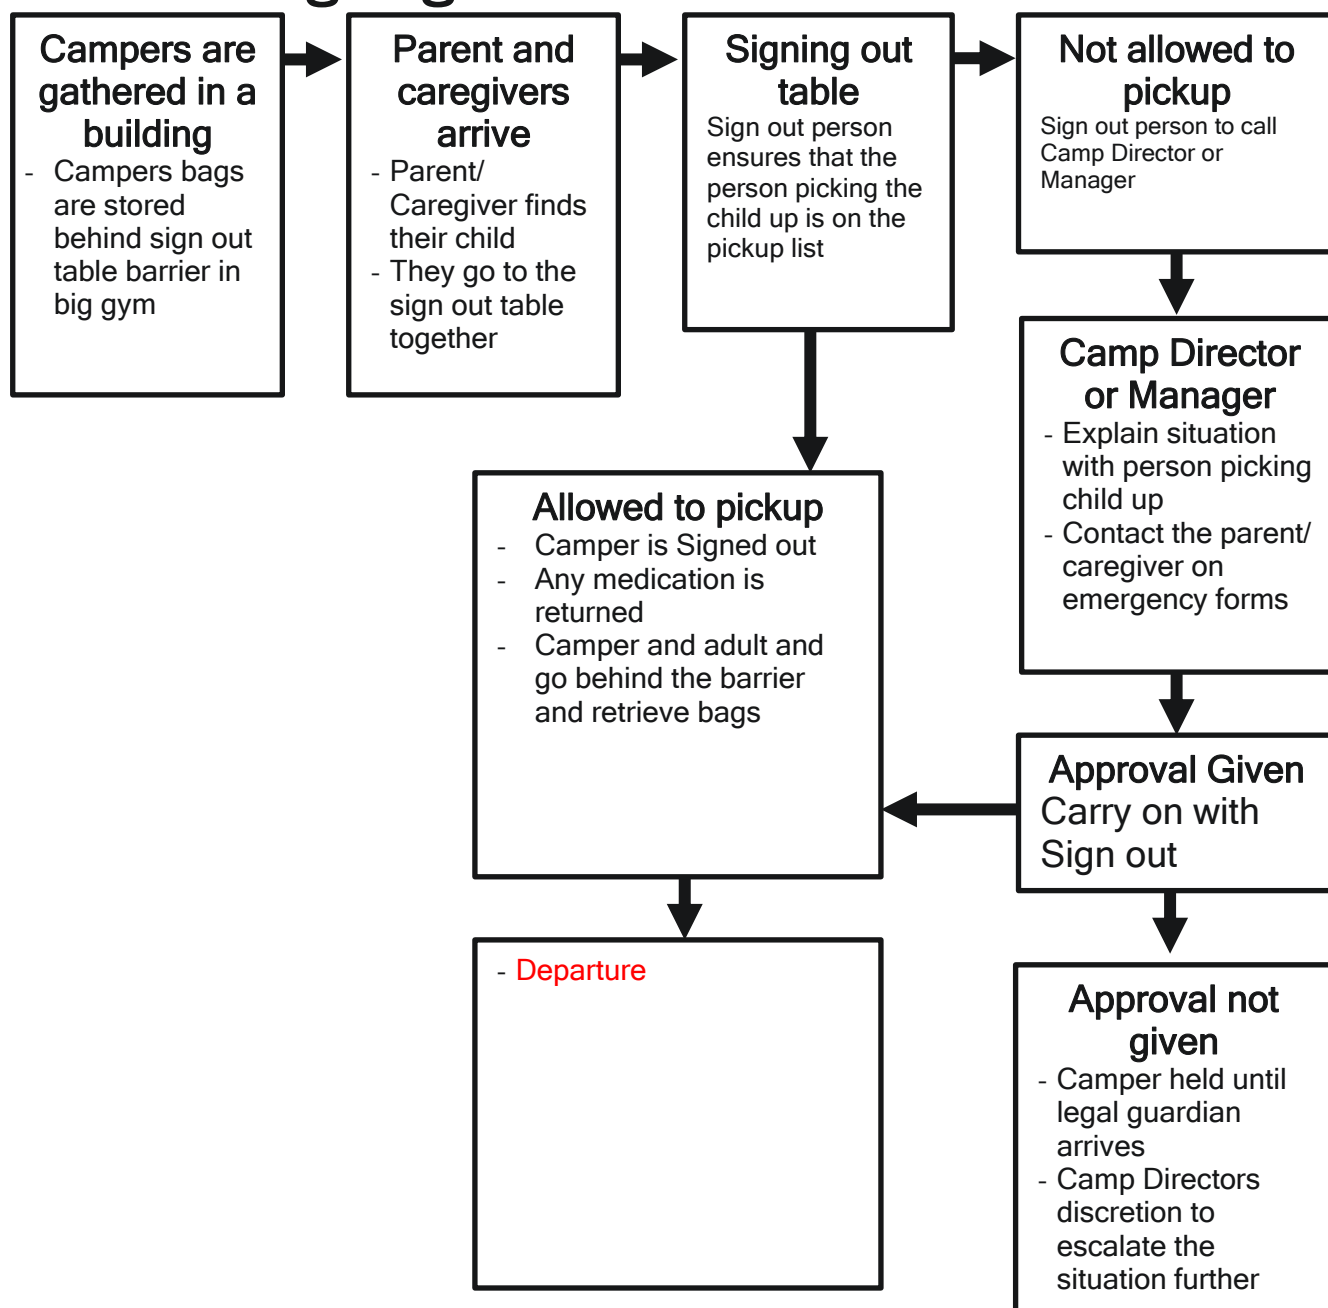 Campers are
gathered in a
building
- Campers bags
are stored
behind sign out
table barrier in
big gym
Parent and
caregivers
arrive
- Parent/
Caregiver finds
their child
- They go to the
sign out table
together
Signing out
table
Sign out person
ensures that the
person picking the
child up is on the
pickup list
Not allowed to
pickup
Sign out person to call
Camp Director or
Manager
Camp Director
or Manager
- Explain situation
with person picking
child up
- Contact the parent/
caregiver on
emergency forms
Allowed to pickup
- Camper is Signed out
- Any medication is
returned
- Camper and adult and
go behind the barrier
and retrieve bags
Approval Given
Carry on with
Sign out
- Departure
Approval not
given
- Camper held until
legal guardian
arrives
- Camp Directors
discretion to
escalate the
situation further